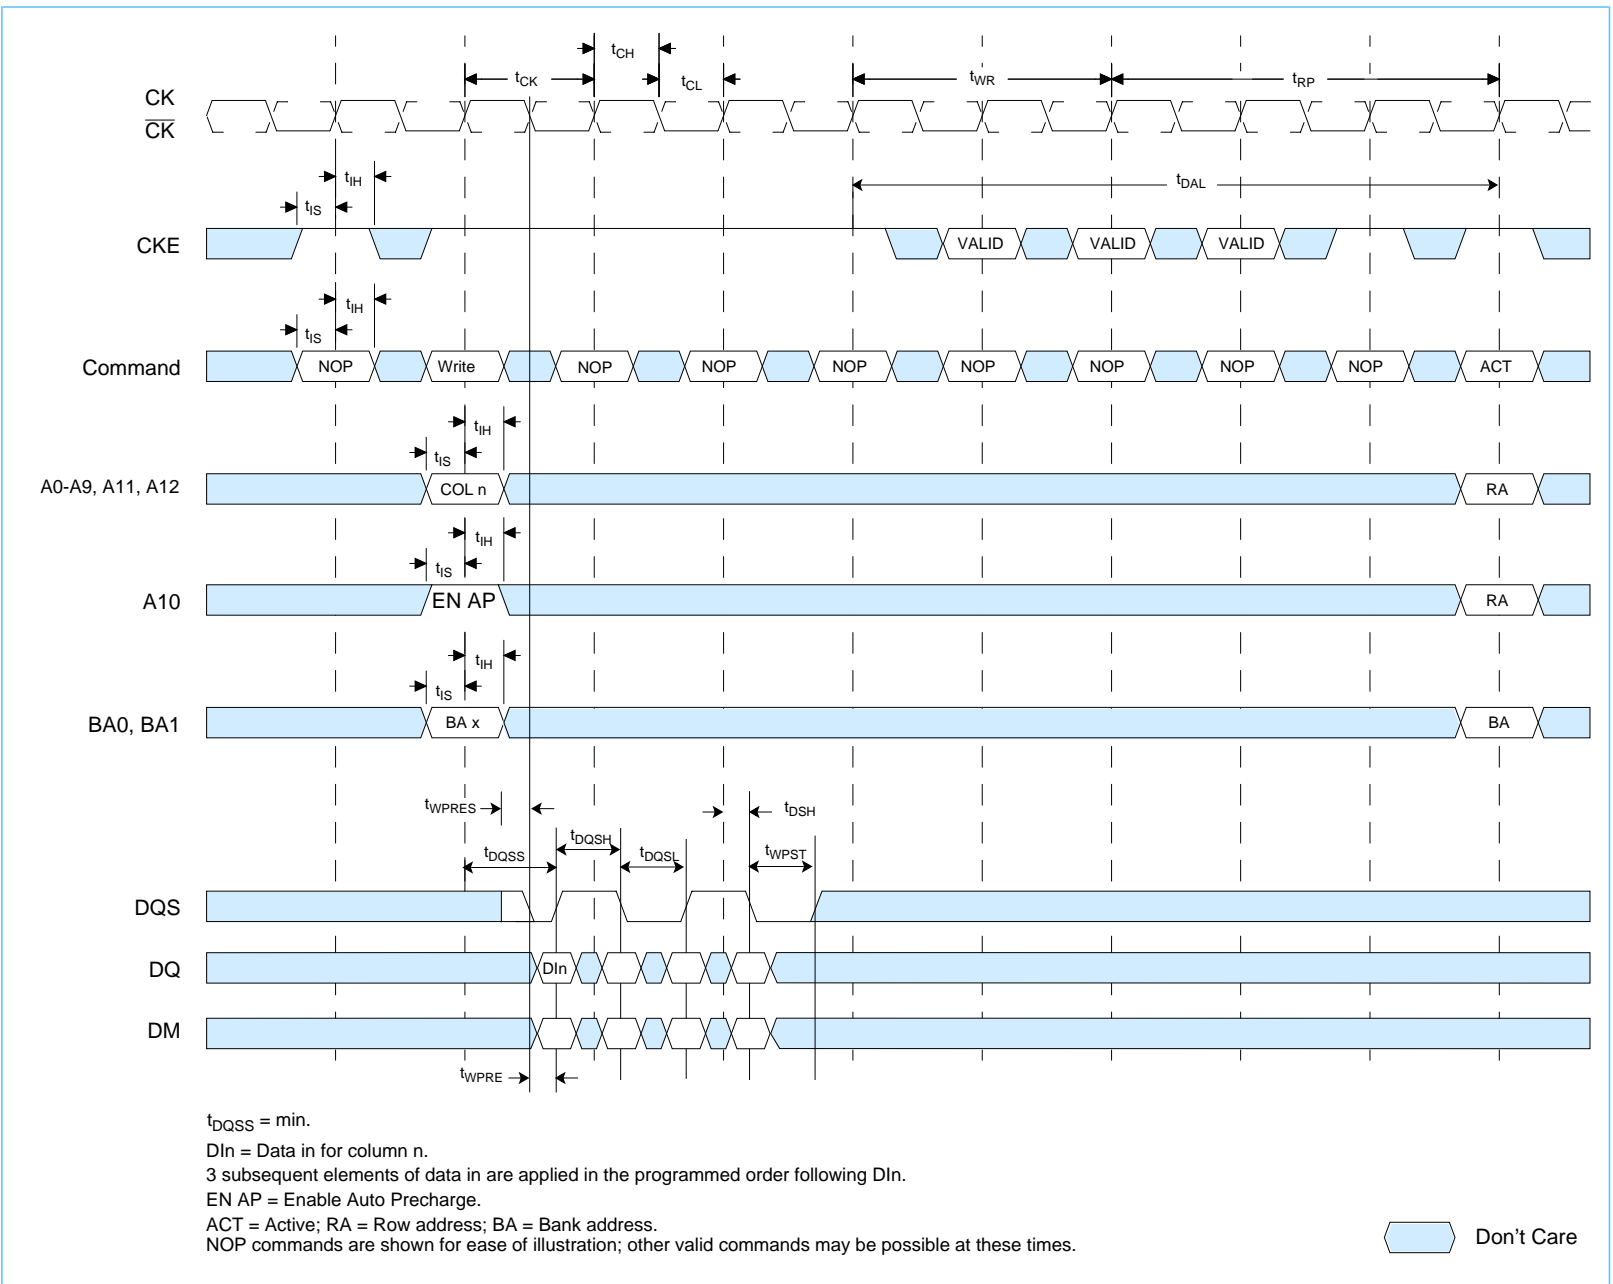 tCH
tCK
tCL
tWR
tRP
CK
CK
tIH
tDAL
tIS
CKE
VALID VALID VALID
tIH
tIS
Command
NOP Write NOP NOP NOP NOP NOP NOP NOP ACT
tIH
tIS
A0-A9, A11, A12
COL n RA
tIH
tIS
A10
EN AP RA
tIH
tIS
BA0, BA1
BA x BA
tWPRES
tDSH
tDQSH
tDQSS
tDQSL
tWPST
DQS
DQ
DIn
DM
tWPRE
tDQSS = min.
DIn = Data in for column n.
3 subsequent elements of data in are applied in the programmed order following DIn.
EN AP = Enable Auto Precharge.
ACT = Active; RA = Row address; BA = Bank address.
NOP commands are shown for ease of illustration; other valid commands may be possible at these times.
Don't Care